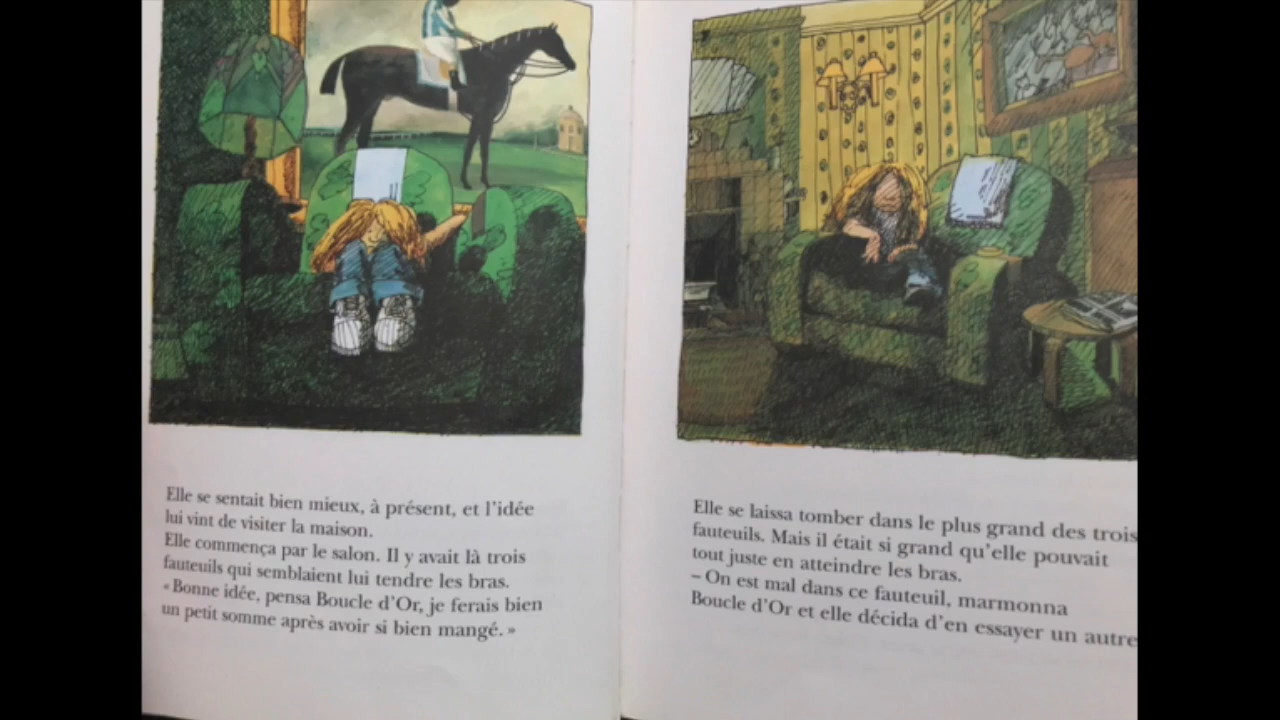 Elle se sentait bien mieux, à présent, et l'idée
lui vint de visiter la maison.
Elle commença par le salon. Il y avait là trois
fauteuils qui semblaient lui tendre les bras.
« Bonne idée, pensa Boucle d'Or, je ferais bien
un petit somme après avoir si bien mangé. »
Elle se laissa tomber dans le plus grand des trois
fauteuils. Mais il était si grand qu'elle pouvait
tout juste en atteindre les bras.
– On est mal dans ce fauteuil, marmonna
Boucle d'Or et elle décida d'en essayer un autre